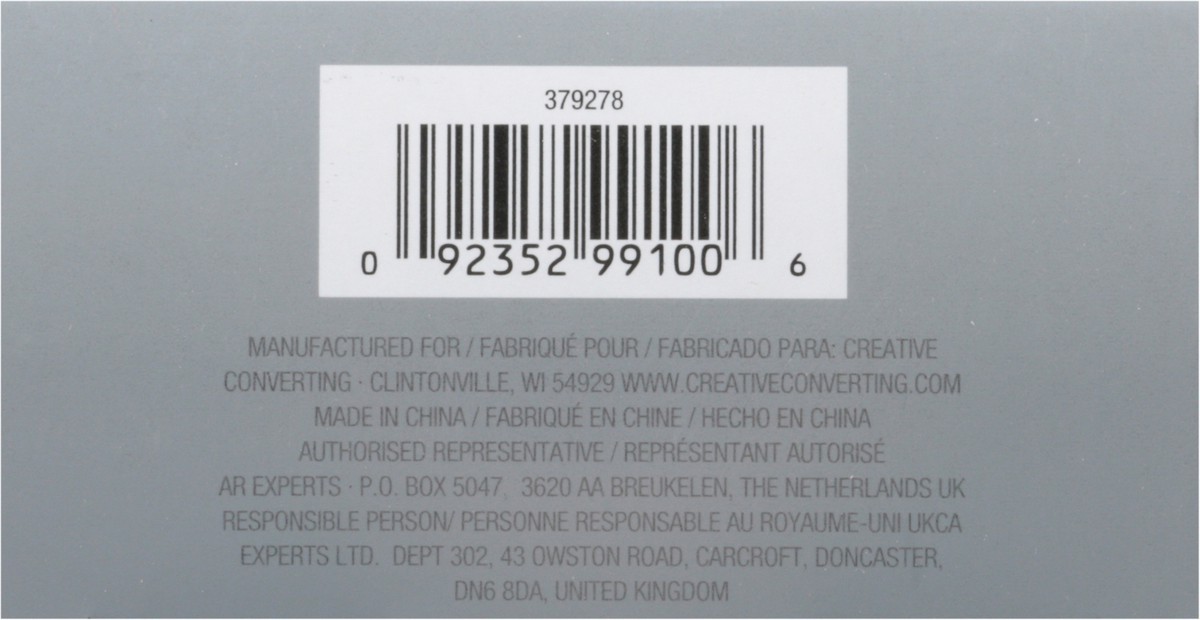 379278
0 92352 99100 6
MANUFACTURED FOR / FABRIQUÉ POUR / FABRICADO PARA: CREATIVE
CONVERTING · CLINTONVILLE, WI 54929 WWW.CREATIVECONVERTING.COM
MADE IN CHINA / FABRIQUÉ EN CHINE / HECHO EN CHINA
AUTHORISED REPRESENTATIVE / REPRÉSENTANT AUTORISÉ
AR EXPERTS · P.O. BOX 5047, 3620 AA BREUKELEN, THE NETHERLANDS UK
RESPONSIBLE PERSON/ PERSONNE RESPONSABLE AU ROYAUME-UNI UKCA
EXPERTS LTD. DEPT 302, 43 OWSTON ROAD, CARCROFT, DONCASTER,
DN6 8DA, UNITED KINGDOM